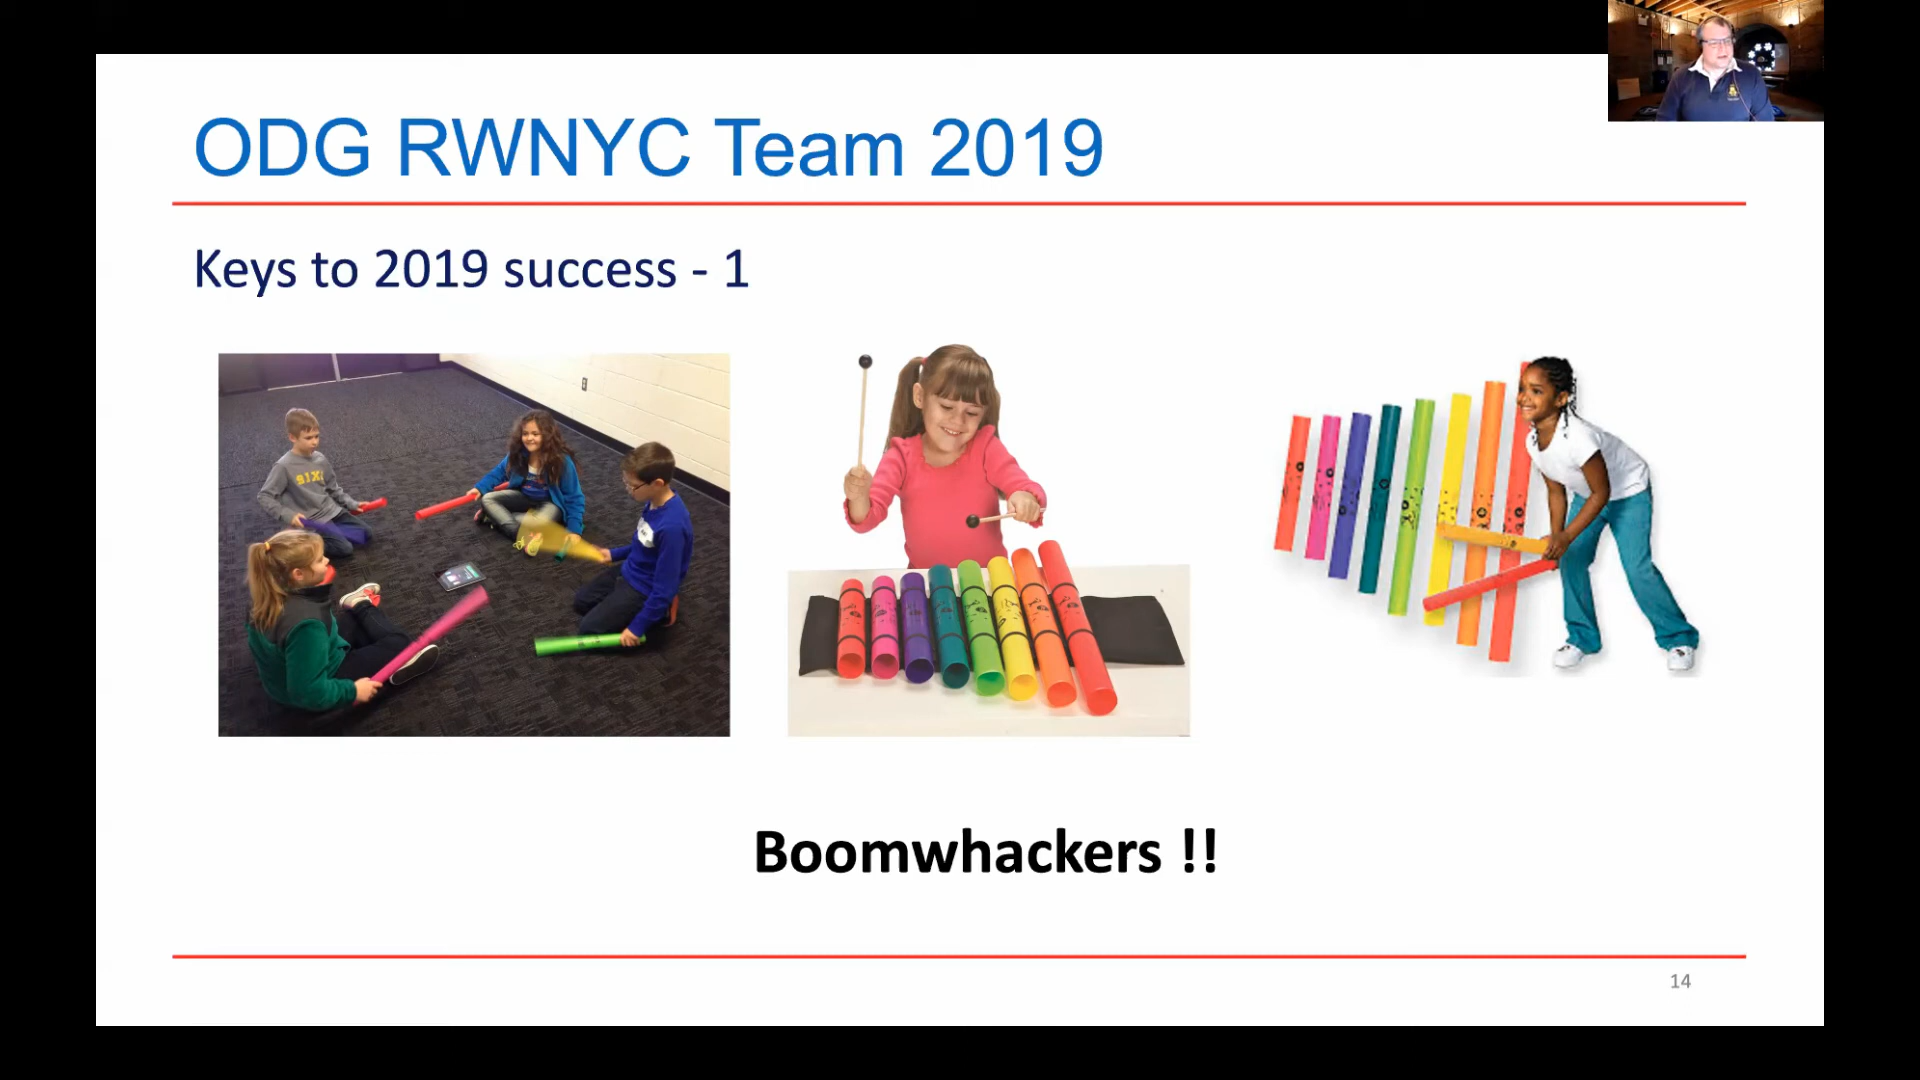 ODG RWNYC Team 2019
Keys to 2019 success - 1
Boomwhackers !!
14